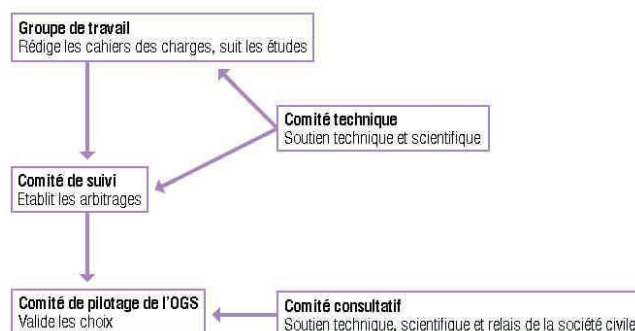 Groupe de travail
Rédige les cahiers des charges, suit les études
Comité technique
Soutien technique et scientifique
Comité de suivi
Etablit les arbitrages
Comité de pilotage de l'OGS
Valide les choix
Comité consultatif
Soutien technique, scientifique et relais de la société civile